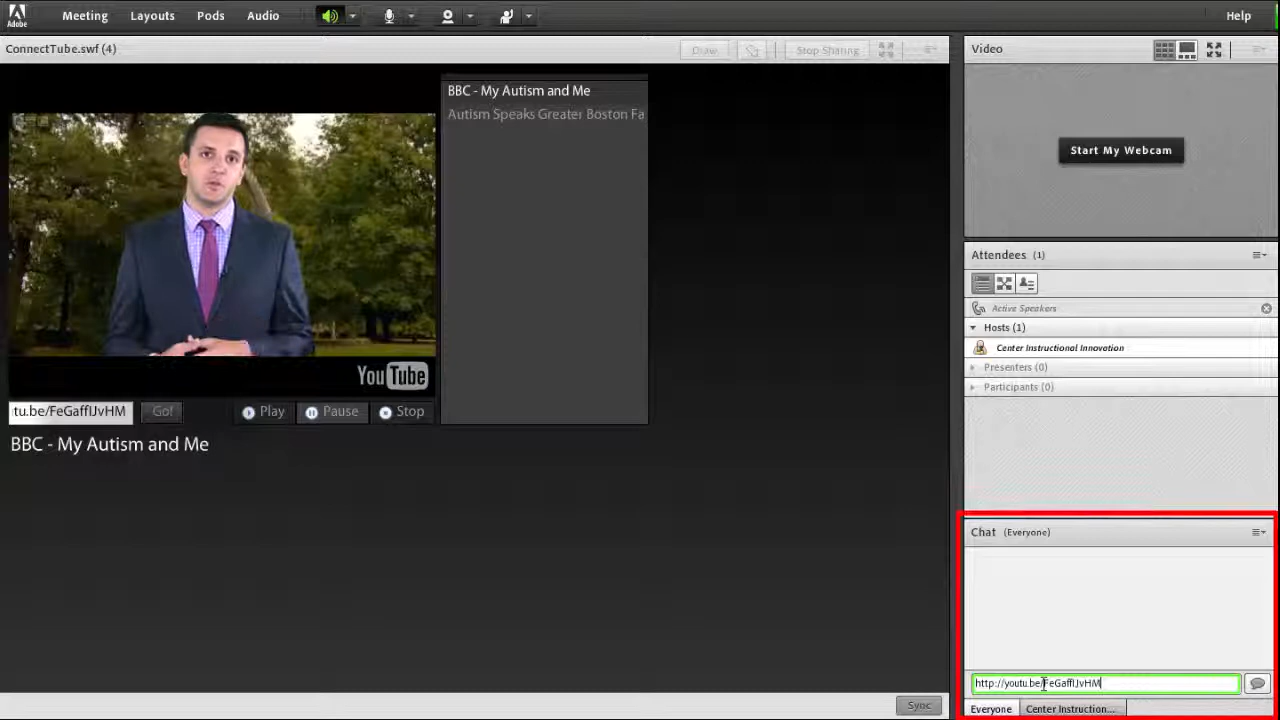 Adobe
Meeting Layouts Pods Audio Help
ConnectTube.swf (4)
Draw Stop Sharing
BBC - My Autism and Me
Autism Speaks Greater Boston Fa
YouTube
tu.be/FeGafflJvHM Go! Play Pause Stop
BBC - My Autism and Me
Sync
Video
Start My Webcam
Attendees (1)
Active Speakers
Hosts (1)
Center Instructional Innovation
Presenters (0)
Participants (0)
Chat (Everyone)
http://youtu.be/FeGafflJvHM
Everyone Center Instruction...